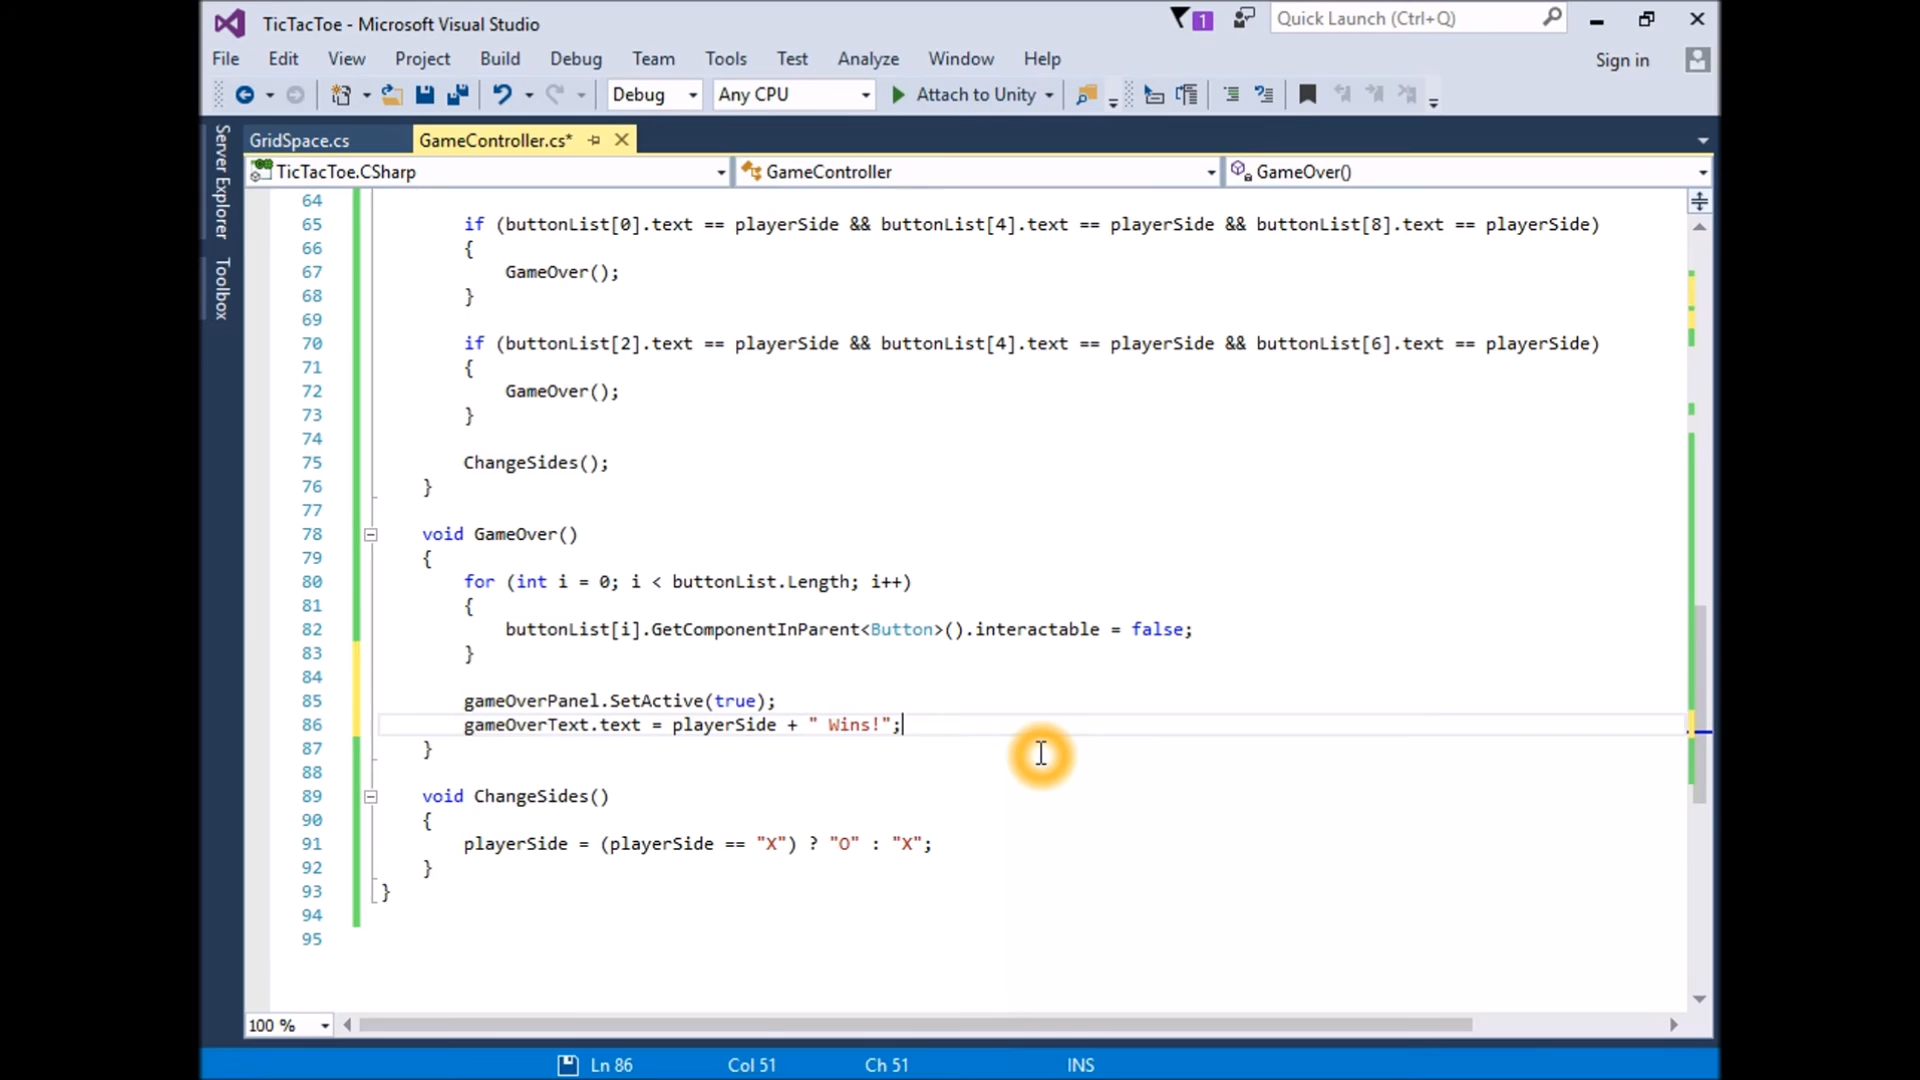 TicTacToe - Microsoft Visual Studio
1
Quick Launch (Ctrl+Q)
File Edit View Project Build Debug Team Tools Test Analyze Window Help
Sign in
Debug Any CPU Attach to Unity
Server Explorer
Toolbox
GridSpace.cs GameController.cs*
TicTacToe.CSharp GameController GameOver()
64
65 if (buttonList[0].text == playerSide && buttonList[4].text == playerSide && buttonList[8].text == playerSide)
66 {
67 GameOver();
68 }
69
70 if (buttonList[2].text == playerSide && buttonList[4].text == playerSide && buttonList[6].text == playerSide)
71 {
72 GameOver();
73 }
74
75 ChangeSides();
76 }
77
78 void GameOver()
79 {
80 for (int i = 0; i < buttonList.Length; i++)
81 {
82 buttonList[i].GetComponentInParent<Button>().interactable = false;
83 }
84
85 gameOverPanel.SetActive(true);
86 gameOverText.text = playerSide + " Wins!";
87 }
88
89 void ChangeSides()
90 {
91 playerSide = (playerSide == "X") ? "O" : "X";
92 }
93 }
94
95
100 %
Ln 86 Col 51 Ch 51 INS